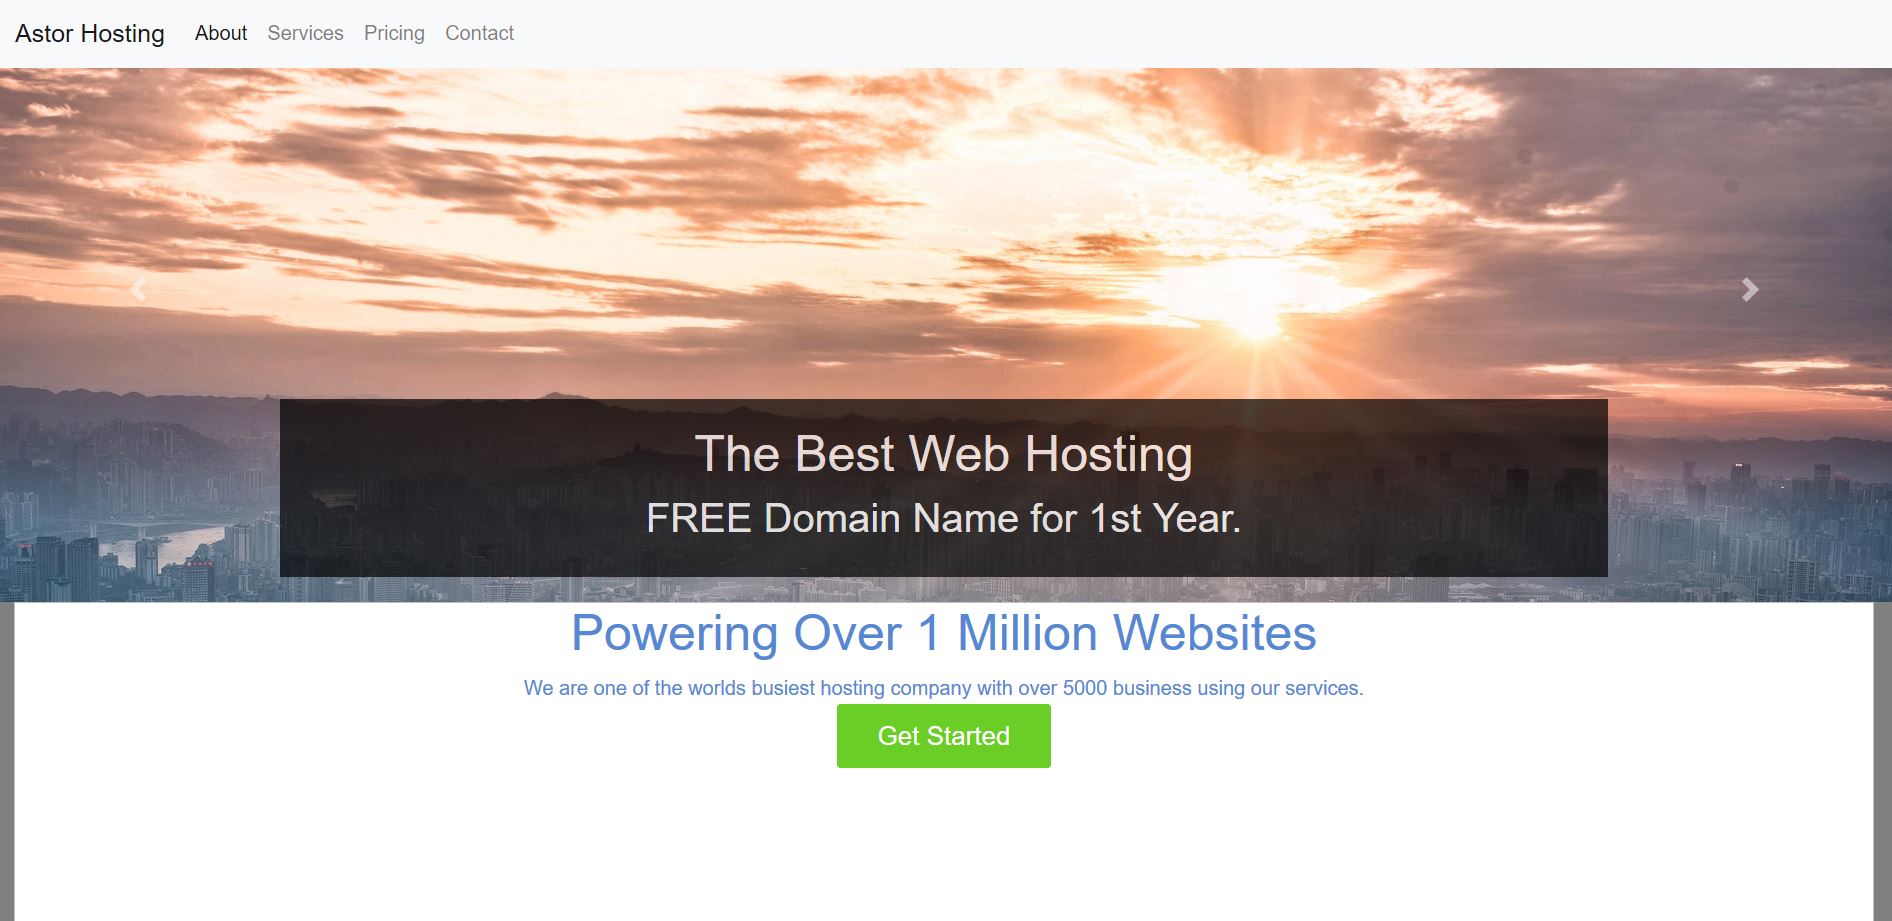 Astor Hosting About Services Pricing Contact
The Best Web Hosting
FREE Domain Name for 1st Year.
Powering Over 1 Million Websites
We are one of the worlds busiest hosting company with over 5000 business using our services.
Get Started